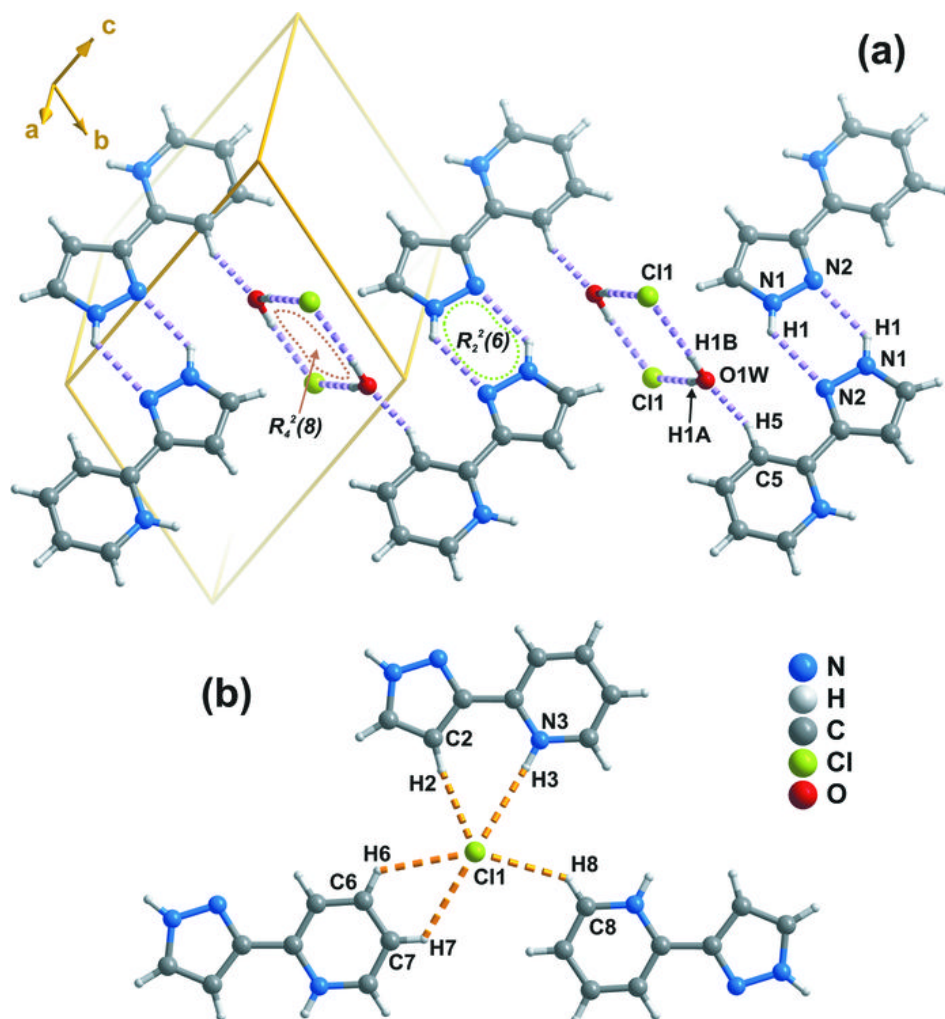 (a)
c
a
b
Cl1
N1
N2
H1
H1
H1B
N1
R₂²(6)
O1W
Cl1
N2
R₄²(8)
H1A
H5
C5
(b)
N
H
C
Cl
O
N3
C2
H2
H3
H6
H8
Cl1
C6
C8
C7
H7